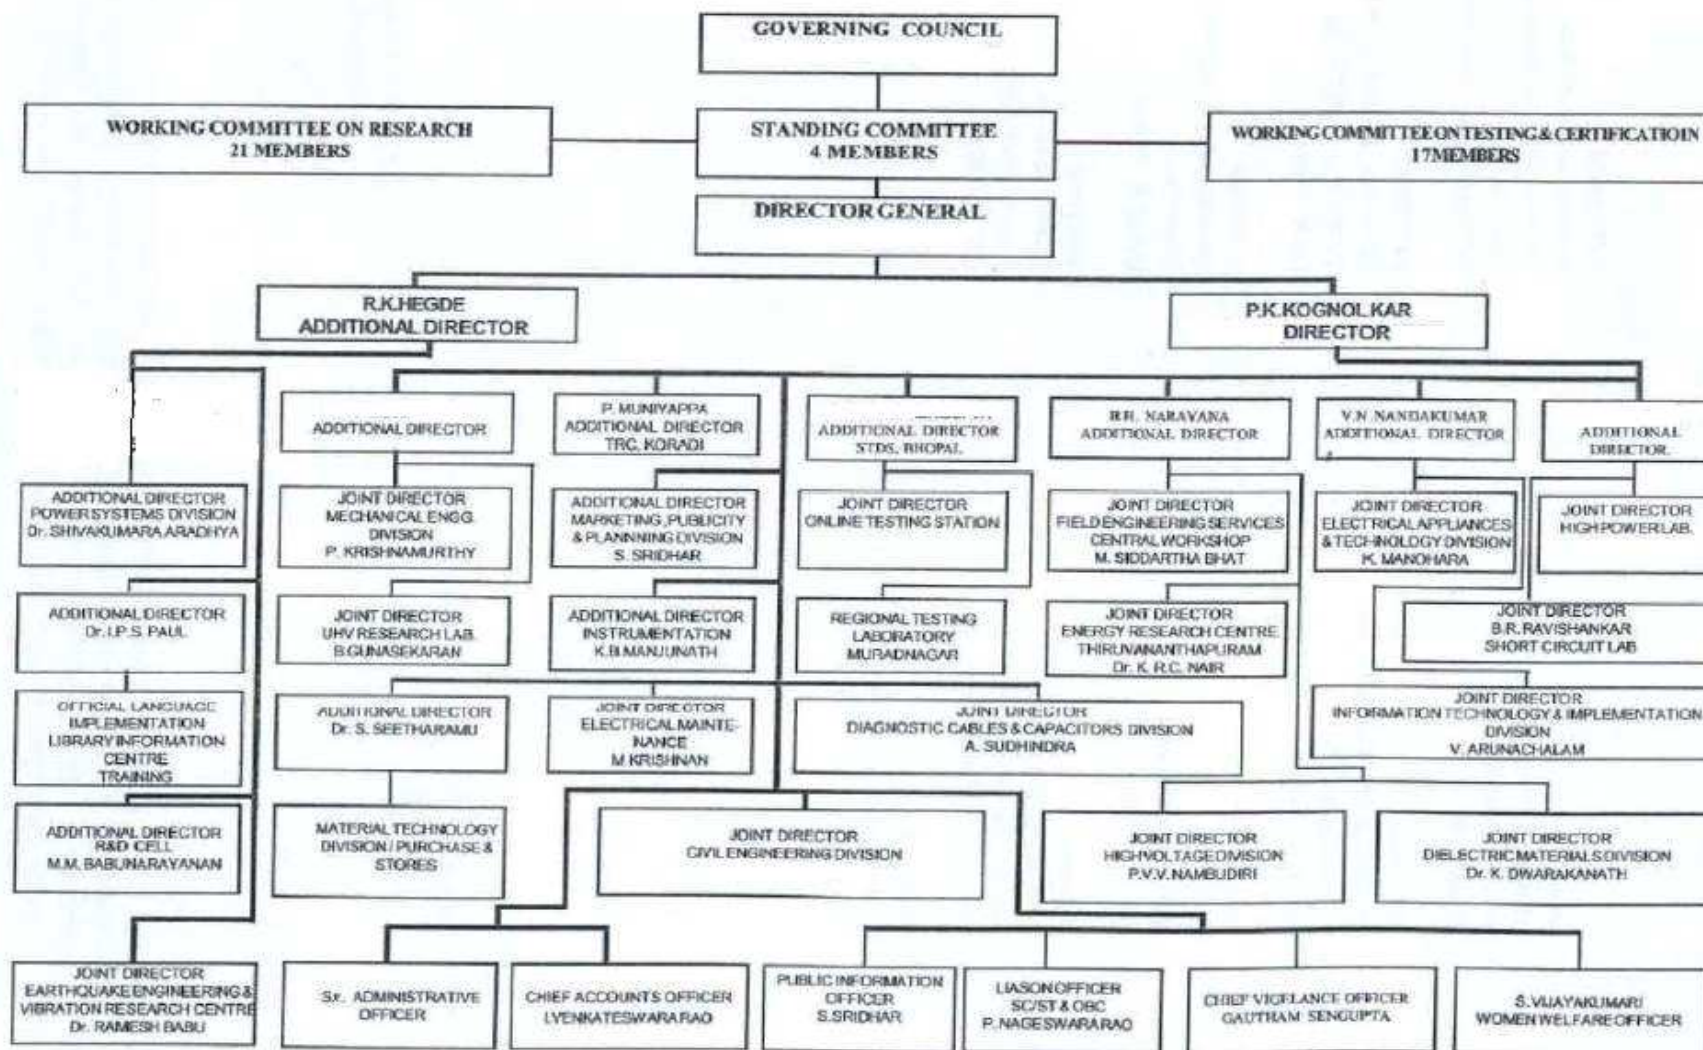 GOVERNING COUNCIL
WORKING COMMITTEE ON RESEARCH
21 MEMBERS
STANDING COMMITTEE
4 MEMBERS
WORKING COMMITTEE ON TESTING & CERTIFICATIOIN
17 MEMBERS
DIRECTOR GENERAL
R.K.HEGDE
ADDITIONAL DIRECTOR
P.K.KOGNOLKAR
DIRECTOR
ADDITIONAL DIRECTOR
P. MUNIYAPPA
ADDITIONAL DIRECTOR
TRC, KORADI
ADDITIONAL DIRECTOR
STDS, BHOPAL
R.H. NARAYANA
ADDITIONAL DIRECTOR
V.N. NANDAKUMAR
ADDITIONAL DIRECTOR
ADDITIONAL
DIRECTOR.
ADDITIONAL DIRECTOR
POWER SYSTEMS DIVISION
Dr. SHIVAKUMARA ARADHYA
JOINT DIRECTOR
MECHANICAL ENGG.
DIVISION
P. KRISHNAMURTHY
ADDITIONAL DIRECTOR
MARKETING, PUBLICITY
& PLANNNING DIVISION
S. SRIDHAR
JOINT DIRECTOR
ONLINE TESTING STATION
JOINT DIRECTOR
FIELD ENGINEERING SERVICES
CENTRAL WORKSHOP
M. SIDDARTHA BHAT
JOINT DIRECTOR
ELECTRICAL APPLIANCES
& TECHNOLOGY DIVISION
K. MANOHARA
JOINT DIRECTOR
HIGH POWER LAB.
ADDITIONAL DIRECTOR
Dr. I.P.S. PAUL
JOINT DIRECTOR
UHV RESEARCH LAB.
B.GUNASEKARAN
ADDITIONAL DIRECTOR
INSTRUMENTATION
K.B.MANJUNATH
REGIONAL TESTING
LABORATORY
MURADNAGAR
JOINT DIRECTOR
ENERGY RESEARCH CENTRE
THIRUVANANTHAPURAM
Dr. K. R.C. NAIR
JOINT DIRECTOR
B.R. RAVISHANKAR
SHORT CIRCUIT LAB
OFFICIAL LANGUAGE
IMPLEMENTATION
LIBRARY INFORMATION
CENTRE
TRAINING
ADDITIONAL DIRECTOR
Dr. S. SEETHARAMU
JOINT DIRECTOR
ELECTRICAL MAINTE-
NANCE
M.KRISHNAN
JOINT DIRECTOR
DIAGNOSTIC CABLES & CAPACITORS DIVISION
A. SUDHINDRA
JOINT DIRECTOR
INFORMATION TECHNOLOGY & IMPLEMENTATION
DIVISION
V. ARUNACHALAM
ADDITIONAL DIRECTOR
R&D CELL
M.M. BABUNARAYANAN
MATERIAL TECHNOLOGY
DIVISION / PURCHASE &
STORES
JOINT DIRECTOR
CIVIL ENGINEERING DIVISION
JOINT DIRECTOR
HIGH VOLTAGE DIVISION
P.V.V. NAMBUDIRI
JOINT DIRECTOR
DIELECTRIC MATERIALS DIVISION
Dr. K. DWARAKANATH
JOINT DIRECTOR
EARTHQUAKE ENGINEERING &
VIBRATION RESEARCH CENTRE
Dr. RAMESH BABU
Sr. ADMINISTRATIVE
OFFICER
CHIEF ACCOUNTS OFFICER
I.VENKATESWARA RAO
PUBLIC INFORMATION
OFFICER
S.SRIDHAR
LIASON OFFICER
SC/ST & OBC
P. NAGESWARA RAO
CHIEF VIGELANCE OFFICER
GAUTHAM SENGUPTA
S.VIJAYAKUMARI
WOMEN WELFARE OFFICER